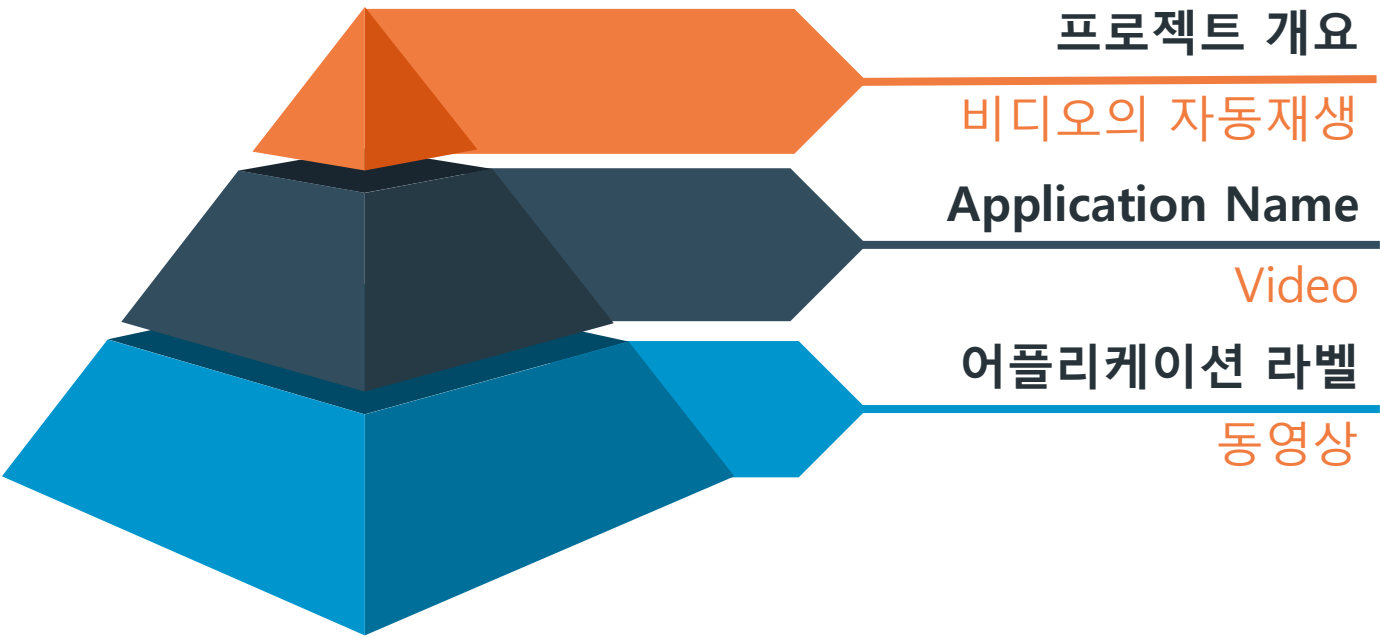 프로젝트 개요
비디오의 자동재생
Application Name
Video
어플리케이션 라벨
동영상